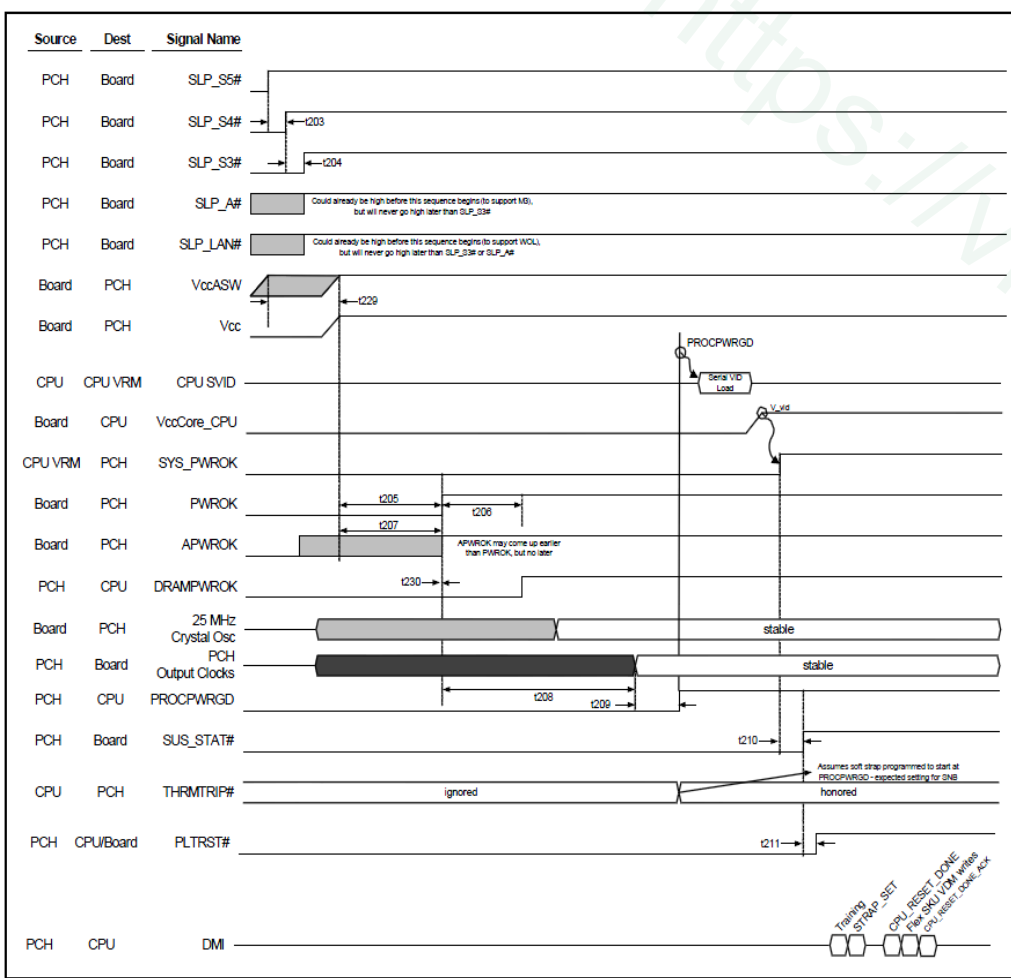 https://v
Source Dest Signal Name
PCH Board SLP_S5#
PCH Board SLP_S4# t203
PCH Board SLP_S3# t204
PCH Board SLP_A# Could already be high before this sequence begins (to support M3),
but will never go high later than SLP_S3#
PCH Board SLP_LAN# Could already be high before this sequence begins (to support WOL),
but will never go high later than SLP_S3# or SLP_A#
Board PCH VccASW
t229
Board PCH Vcc
PROCPWRGD
CPU CPU VRM CPU SVID Serial VID
Load
Board CPU VccCore_CPU V_vid
CPU VRM PCH SYS_PWROK
Board PCH PWROK t205 t206
t207
Board PCH APWROK APWROK may come up earlier
than PWROK, but no later
PCH CPU DRAMPWROK t230
Board PCH 25 MHz
Crystal Osc stable
PCH Board PCH
Output Clocks stable
PCH CPU PROCPWRGD t208 t209
PCH Board SUS_STAT# t210
Assumes soft strap programmed to start at
PROCPWRGD - expected setting for SNB
CPU PCH THRMTRIP# ignored honored
PCH CPU/Board PLTRST# t211
Training
STRAP_SET
CPU_RESET_DONE
Flex SKU VDM writes
CPU_RESET_DONE_ACK
PCH CPU DMI